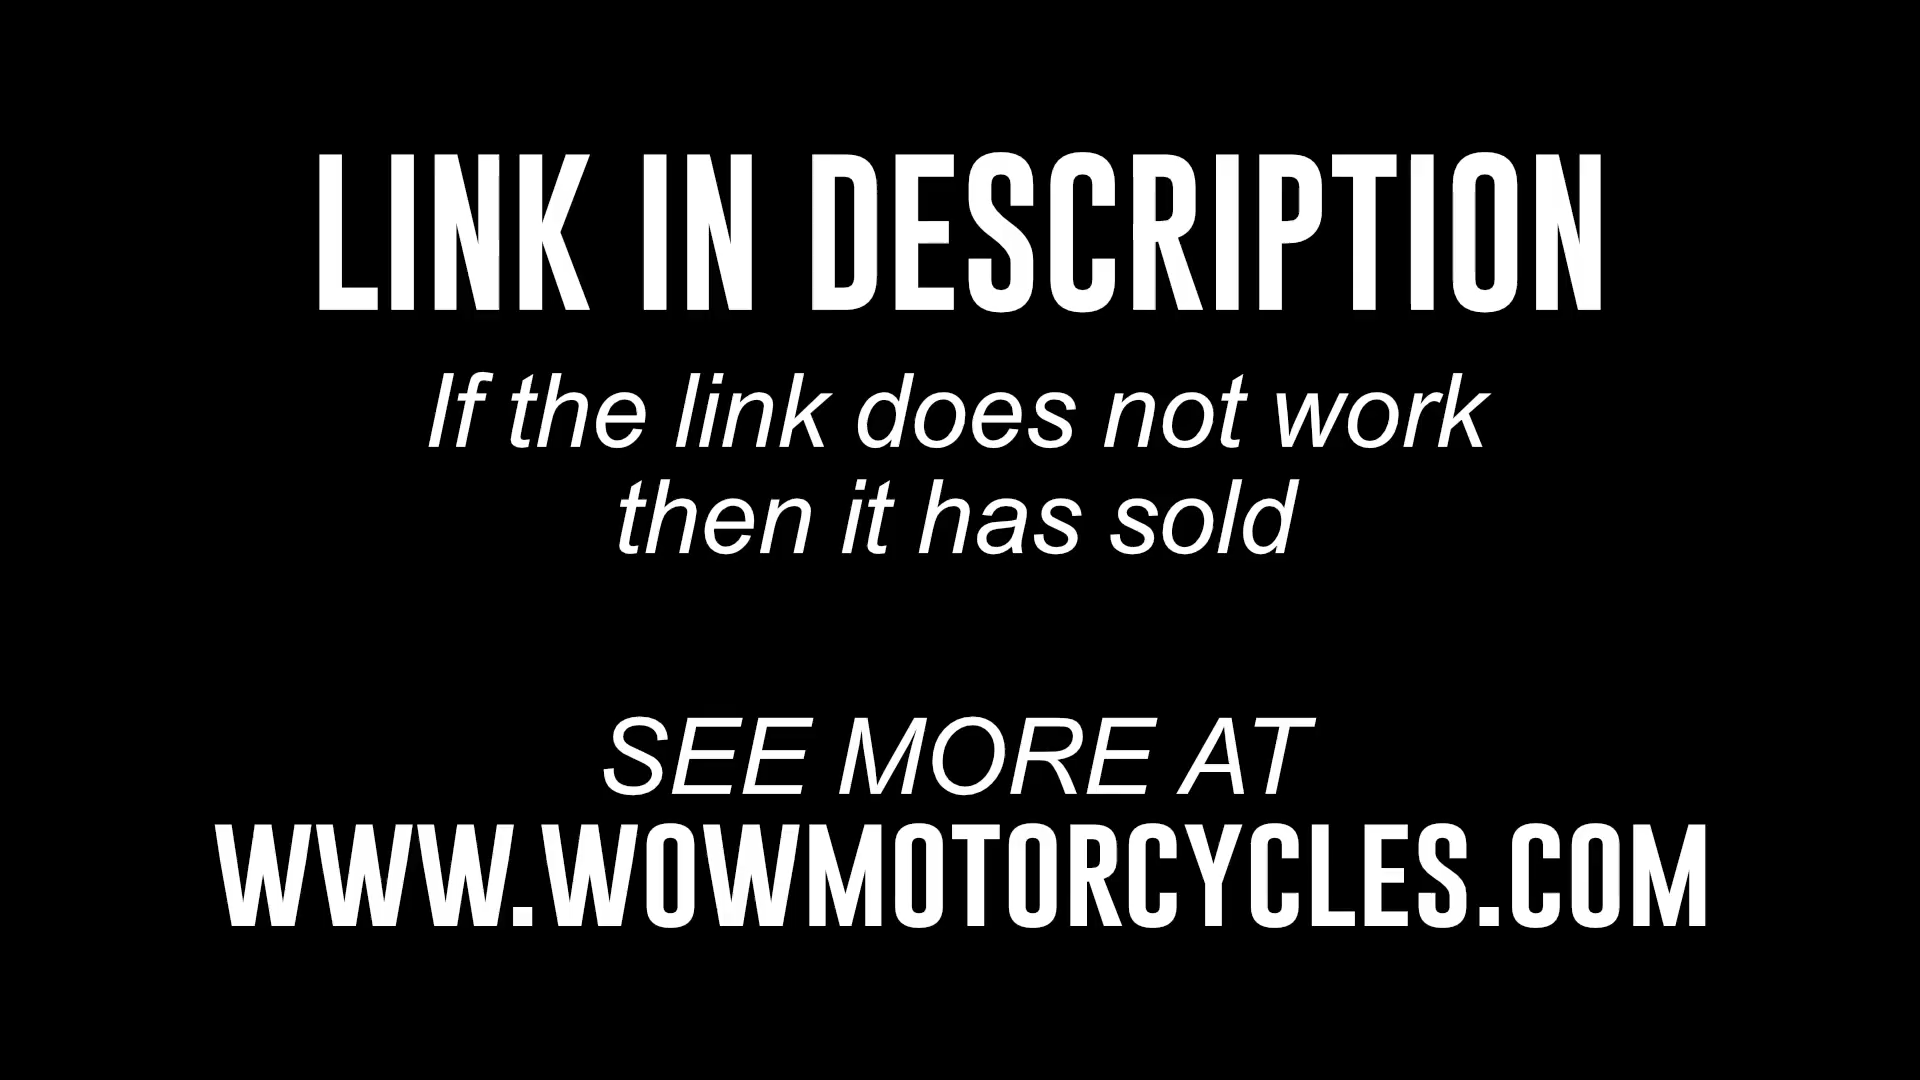 LINK IN DESCRIPTION
If the link does not work
then it has sold
SEE MORE AT
WWW.WOWMOTORCYCLES.COM